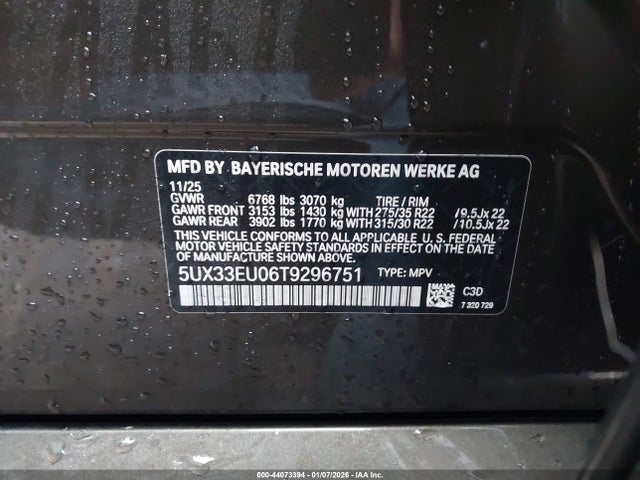 MFD BY BAYERISCHE MOTOREN WERKE AG
11/25
GVWR 6768 lbs 3070 kg TIRE / RIM
GAWR FRONT 3153 lbs 1430 kg WITH 275/35 R22 /9.5Jx 22
GAWR REAR 3902 lbs 1770 kg WITH 315/30 R22 /10.5Jx 22
THIS VEHICLE CONFORMS TO ALL APPLICABLE U.S. FEDERAL
MOTOR VEHICLE SAFETY STANDARDS IN EFFECT ON THE DATE OF
MANUFACTURE SHOWN ABOVE.
5UX33EU06T9296751 TYPE: MPV
C3D
7 320 729
000-44073394 | 01/07/2026 | IAA Inc.